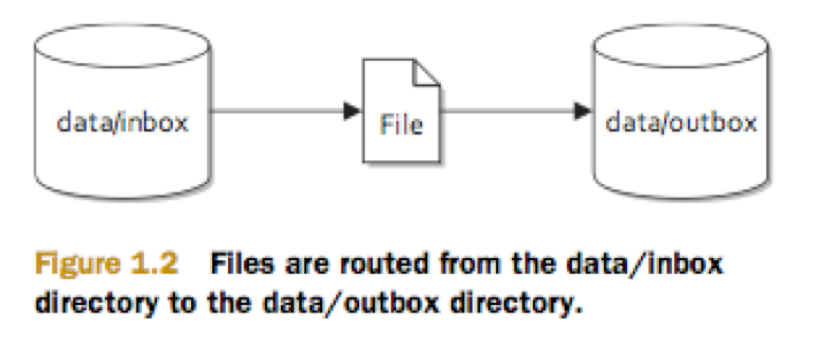 data/inbox
File
data/outbox
Figure 1.2 Files are routed from the data/inbox
directory to the data/outbox directory.